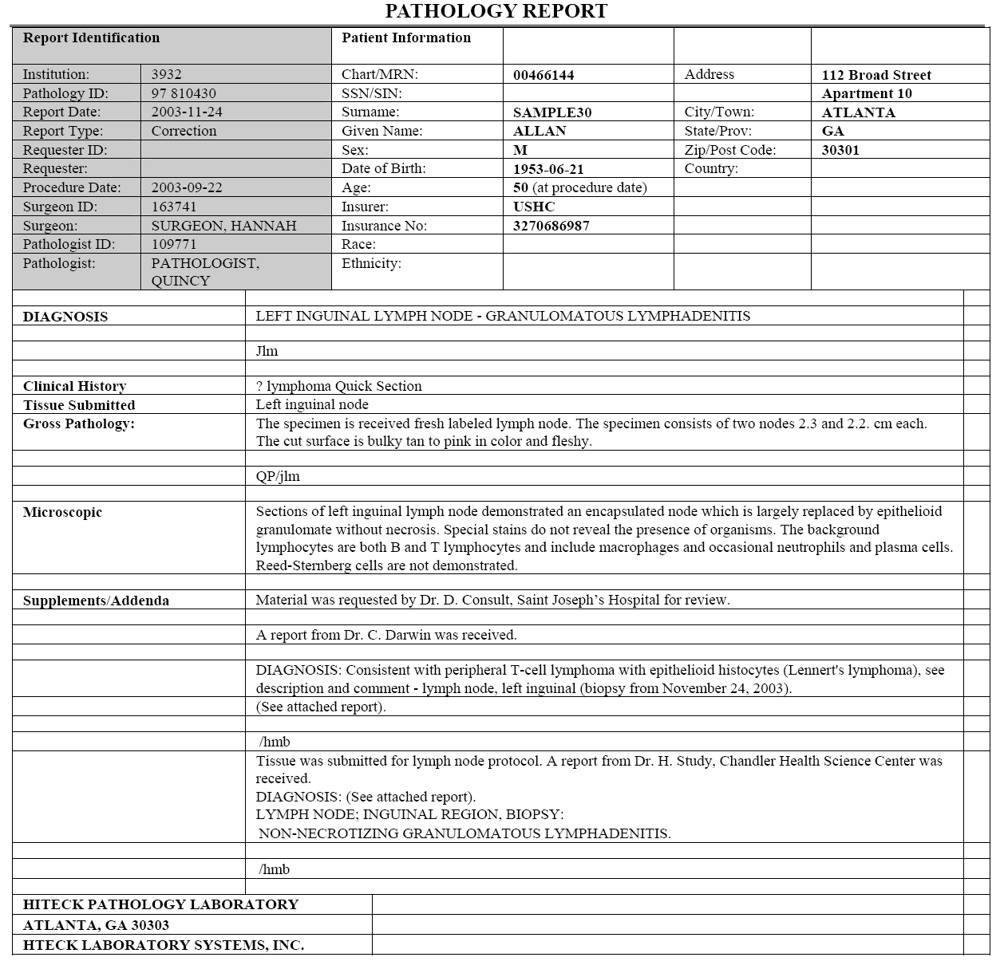 PATHOLOGY REPORT
Report Identification Patient Information
Institution: 3932 Chart/MRN: 00466144 Address 112 Broad Street
Pathology ID: 97 810430 SSN/SIN: Apartment 10
Report Date: 2003-11-24 Surname: SAMPLE30 City/Town: ATLANTA
Report Type: Correction Given Name: ALLAN State/Prov: GA
Requester ID: Sex: M Zip/Post Code: 30301
Requester: Date of Birth: 1953-06-21 Country:
Procedure Date: 2003-09-22 Age: 50 (at procedure date)
Surgeon ID: 163741 Insurer: USHC
Surgeon: SURGEON, HANNAH Insurance No: 3270686987
Pathologist ID: 109771 Race:
Pathologist: PATHOLOGIST, Ethnicity:
QUINCY
DIAGNOSIS LEFT INGUINAL LYMPH NODE - GRANULOMATOUS LYMPHADENITIS
Jlm
Clinical History ? lymphoma Quick Section
Tissue Submitted Left inguinal node
Gross Pathology: The specimen is received fresh labeled lymph node. The specimen consists of two nodes 2.3 and 2.2. cm each.
The cut surface is bulky tan to pink in color and fleshy.
QP/jlm
Microscopic Sections of left inguinal lymph node demonstrated an encapsulated node which is largely replaced by epithelioid
granulomate without necrosis. Special stains do not reveal the presence of organisms. The background
lymphocytes are both B and T lymphocytes and include macrophages and occasional neutrophils and plasma cells.
Reed-Sternberg cells are not demonstrated.
Supplements/Addenda Material was requested by Dr. D. Consult, Saint Joseph's Hospital for review.
A report from Dr. C. Darwin was received.
DIAGNOSIS: Consistent with peripheral T-cell lymphoma with epithelioid histocytes (Lennert's lymphoma), see
description and comment - lymph node, left inguinal (biopsy from November 24, 2003).
(See attached report).
/hmb
Tissue was submitted for lymph node protocol. A report from Dr. H. Study, Chandler Health Science Center was
received.
DIAGNOSIS: (See attached report).
LYMPH NODE; INGUINAL REGION, BIOPSY:
NON-NECROTIZING GRANULOMATOUS LYMPHADENITIS.
/hmb
HITECK PATHOLOGY LABORATORY
ATLANTA, GA 30303
HTECK LABORATORY SYSTEMS, INC.